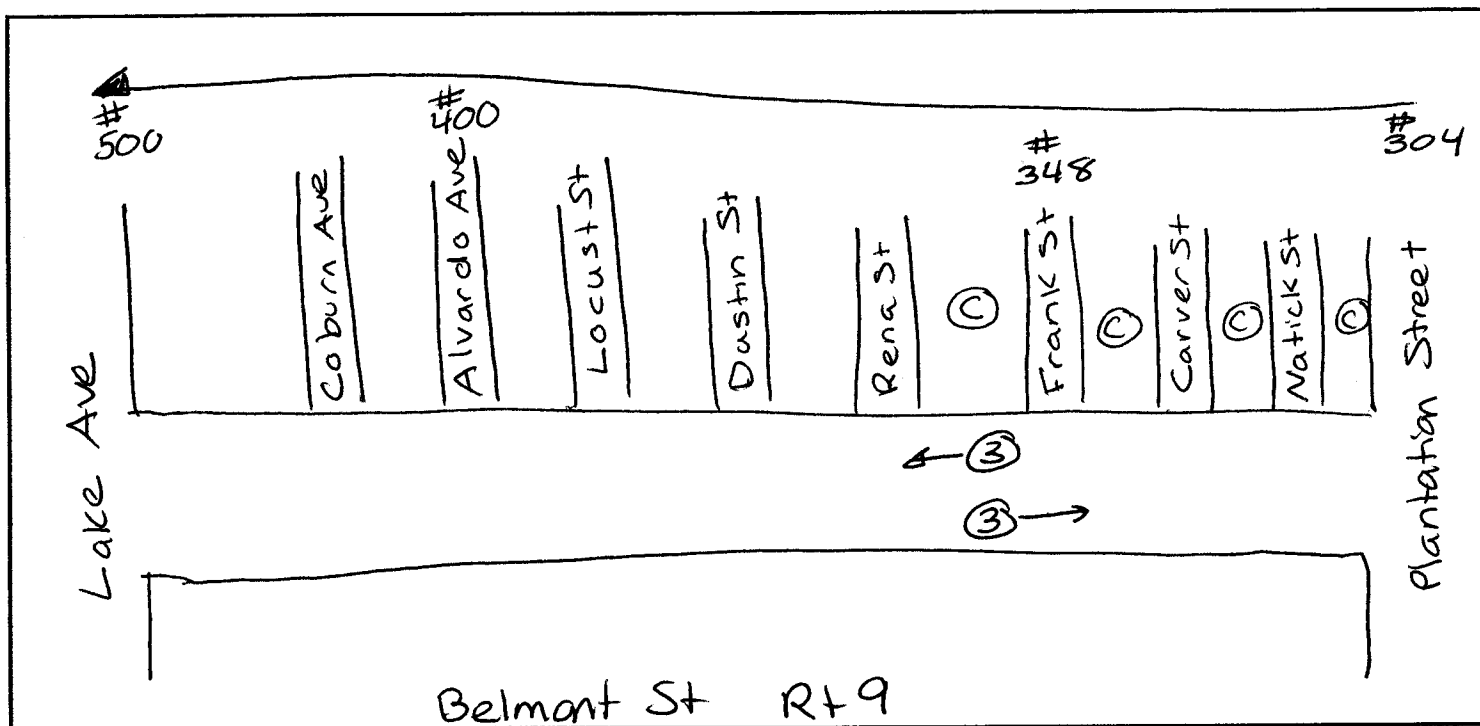 #500
#400
#348
#304
Lake Ave
Coburn Ave
Alvardo Ave
Locust St
Dustin St
Rena St
C
Frank St
C
Carver St
C
Natick St
C
Plantation Street
3
3
Belmont St Rt 9